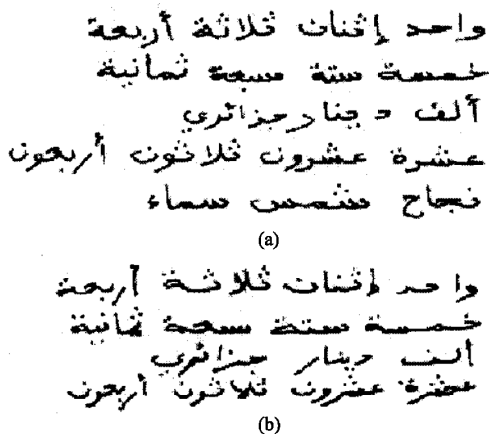 واحد إثنان ثلاثة أربعة
خمسة ستة سبعة ثمانية
ألف دينار جزائري
عشرة عشرون ثلاثون أربعون
نجاح شمس سماء
(a)
واحد إثنان ثلاثة أربعة
خمسة ستة سبعة ثمانية
ألف دينار جزائري
عشرة عشرون ثلاثون أربعون
(b)